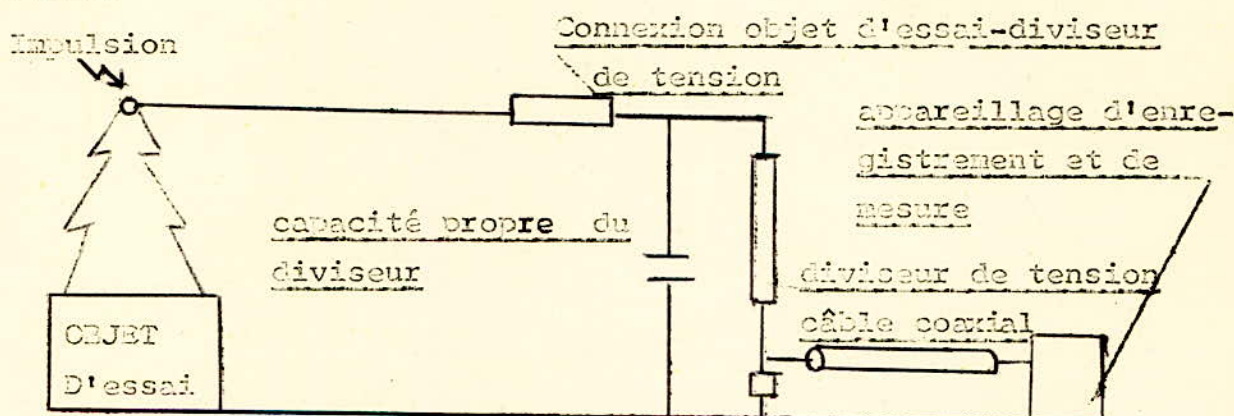 Impulsion
Connexion objet d'essai-diviseur
de tension
appareillage d'enre-
gistrement et de
mesure
capacité propre du
diviseur
diviseur de tension
câble coaxial
OBJET
D'essai